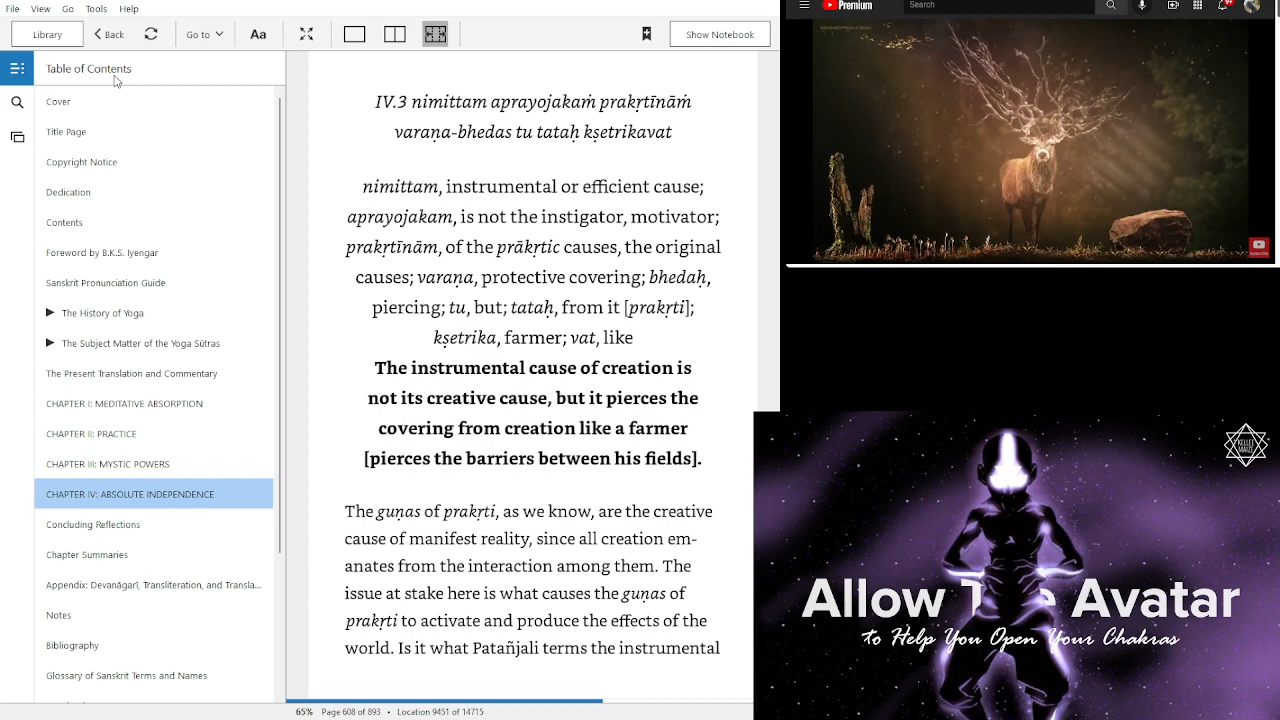 File View Go Tools Help
Library Back Go to Aa Show Notebook
Table of Contents
Cover
Title Page
Copyright Notice
Dedication
Contents
Foreword by B.K.S. Iyengar
Sanskrit Pronunciation Guide
The History of Yoga
The Subject Matter of the Yoga Sūtras
The Present Translation and Commentary
CHAPTER I: MEDITATIVE ABSORPTION
CHAPTER II: PRACTICE
CHAPTER III: MYSTIC POWERS
CHAPTER IV: ABSOLUTE INDEPENDENCE
Concluding Reflections
Chapter Summaries
Appendix: Devanāgarī, Transliteration, and Transla...
Notes
Bibliography
Glossary of Sanskrit Terms and Names
IV.3 nimittam aprayojakaṁ prakṛtīnāṁ
varaṇa-bhedas tu tataḥ kṣetrikavat
nimittam, instrumental or efficient cause;
aprayojakam, is not the instigator, motivator;
prakṛtīnām, of the prākṛtic causes, the original
causes; varaṇa, protective covering; bhedaḥ,
piercing; tu, but; tataḥ, from it [prakṛti];
kṣetrika, farmer; vat, like
The instrumental cause of creation is
not its creative cause, but it pierces the
covering from creation like a farmer
[pierces the barriers between his fields].
The guṇas of prakṛti, as we know, are the creative
cause of manifest reality, since all creation em-
anates from the interaction among them. The
issue at stake here is what causes the guṇas of
prakṛti to activate and produce the effects of the
world. Is it what Patañjali terms the instrumental
65% Page 608 of 893 • Location 9451 of 14715
Premium
Search
9+
Subscribe
Allow The Avatar
to Help You Open Your Chakras